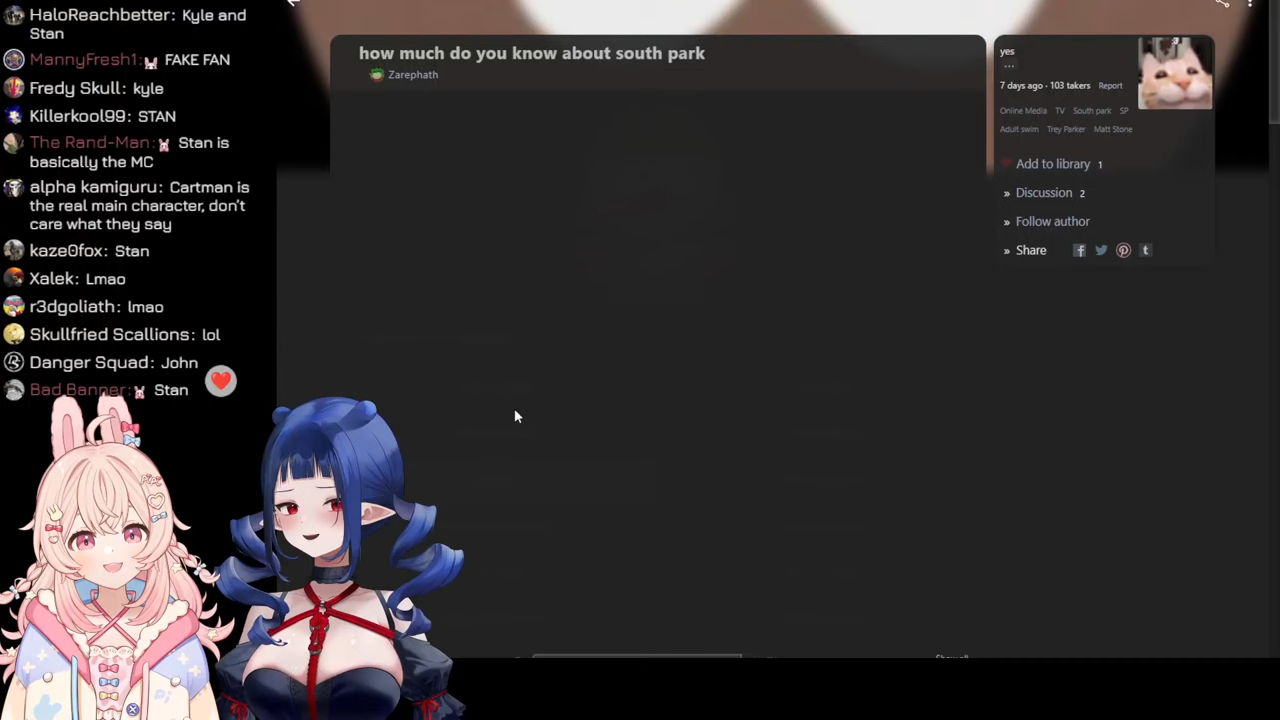 HaloReachbetter: Kyle and
Stan
MannyFresh1: FAKE FAN
Fredy Skull: kyle
Killerkool99: STAN
The Rand-Man: Stan is
basically the MC
alpha kamiguru: Cartman is
the real main character, don't
care what they say
kaze0fox: Stan
Xalek: Lmao
r3dgoliath: lmao
Skullfried Scallions: lol
Danger Squad: John
Bad Banner: Stan
how much do you know about south park
Zarephath
yes
...
7 days ago · 103 takers Report
Online Media TV South park SP
Adult swim Trey Parker Matt Stone
Add to library 1
» Discussion 2
» Follow author
» Share